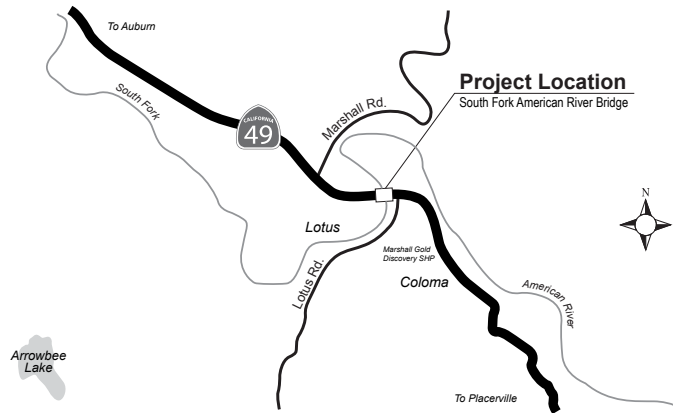 To Auburn
South Fork
CALIFORNIA
49
Marshall Rd.
Project Location
South Fork American River Bridge
N
Lotus
Marshall Gold
Discovery SHP
Lotus Rd.
Coloma
American River
Arrowbee
Lake
To Placerville